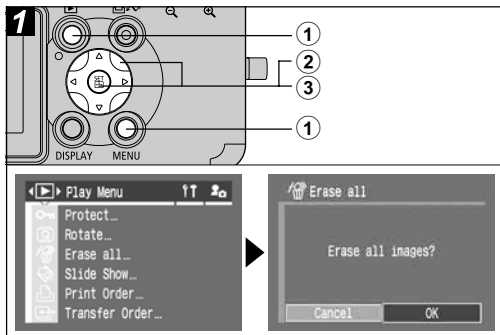 1
1
2
SET
3
1
DISPLAY MENU
Play Menu
Protect…
Rotate…
Erase all…
Slide Show…
Print Order…
Transfer Order…
Erase all
Erase all images?
Cancel OK